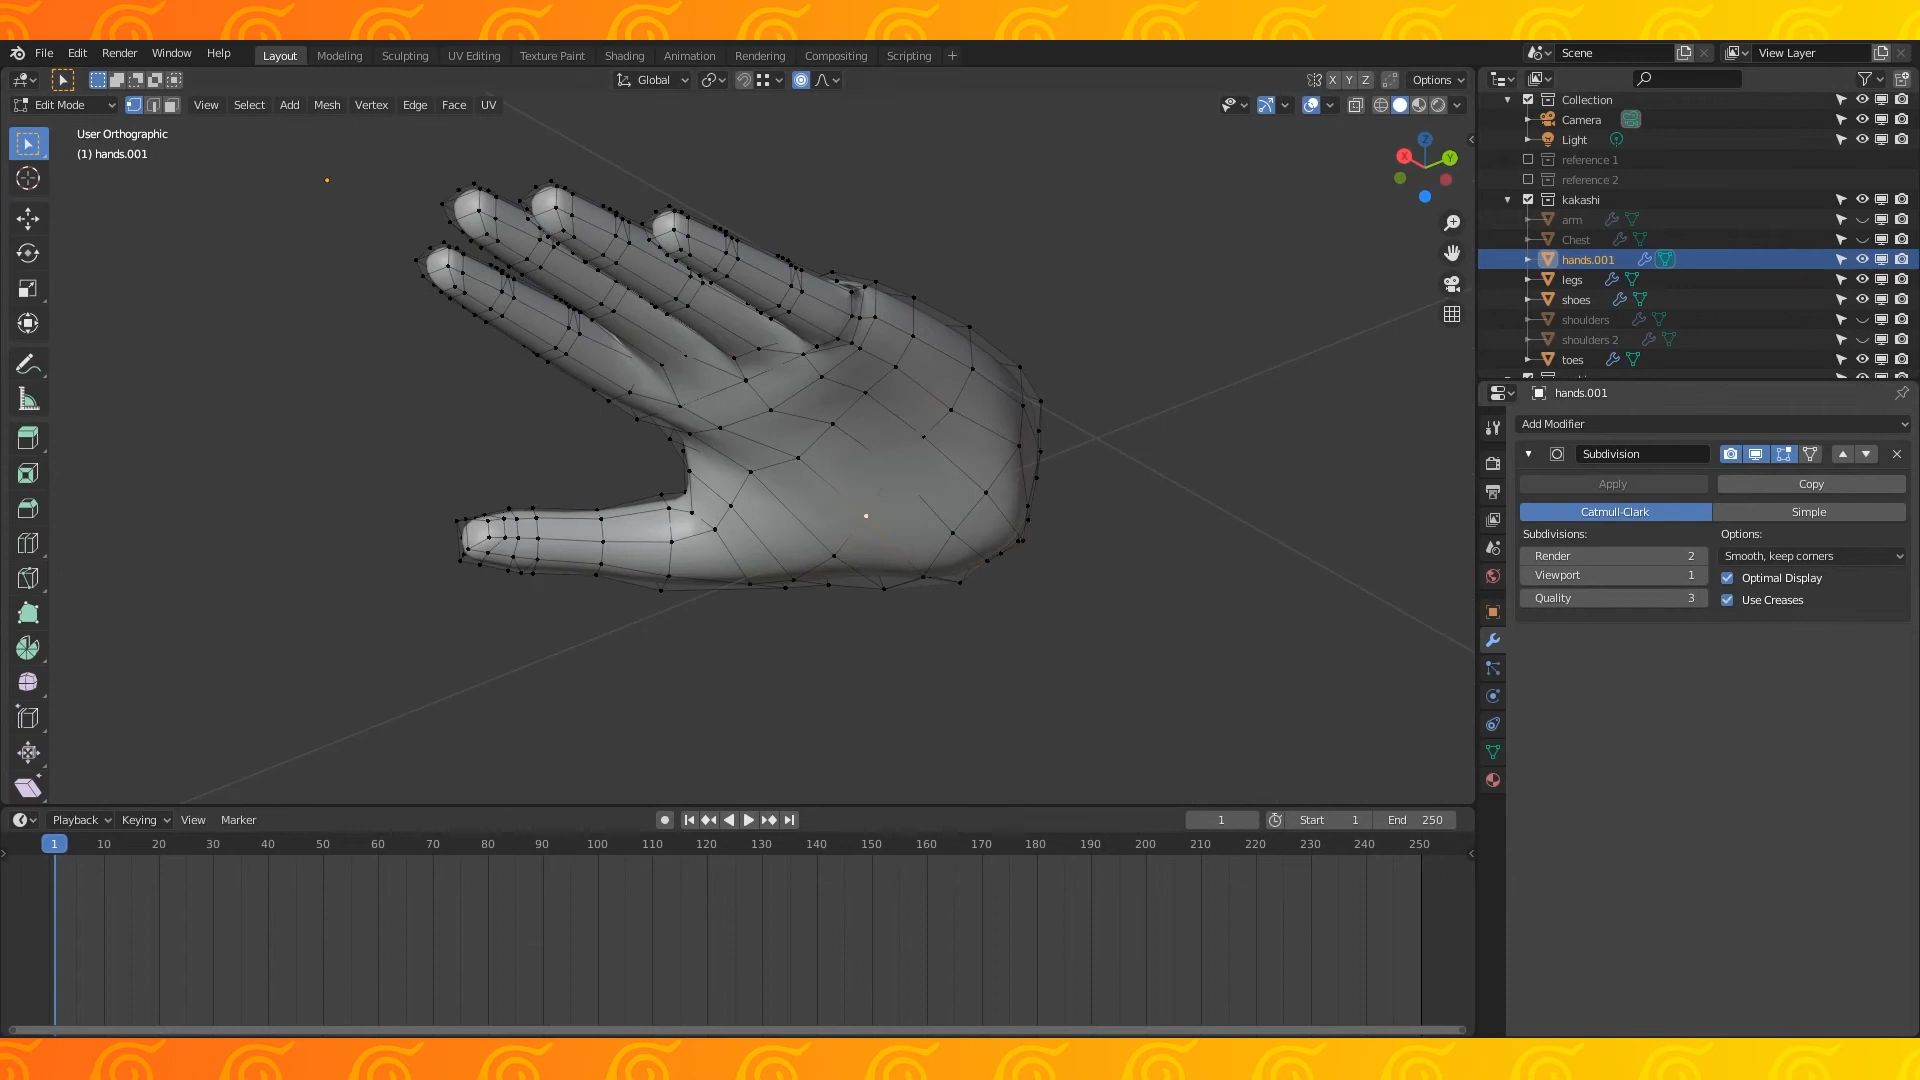 File Edit Render Window Help Layout Modeling Sculpting UV Editing Texture Paint Shading Animation Rendering Compositing Scripting + Scene View Layer
Global X Y Z Options
Edit Mode View Select Add Mesh Vertex Edge Face UV
User Orthographic
(1) hands.001
Z
X Y
Collection
Camera
Light
reference 1
reference 2
kakashi
arm
Chest
hands.001
legs
shoes
shoulders
shoulders 2
toes
hands.001
Add Modifier
Subdivision
Apply Copy
Catmull-Clark Simple
Subdivisions: Options:
Render 2 Smooth, keep corners
Viewport 1 Optimal Display
Quality 3 Use Creases
Playback Keying View Marker 1 Start 1 End 250
1 10 20 30 40 50 60 70 80 90 100 110 120 130 140 150 160 170 180 190 200 210 220 230 240 250